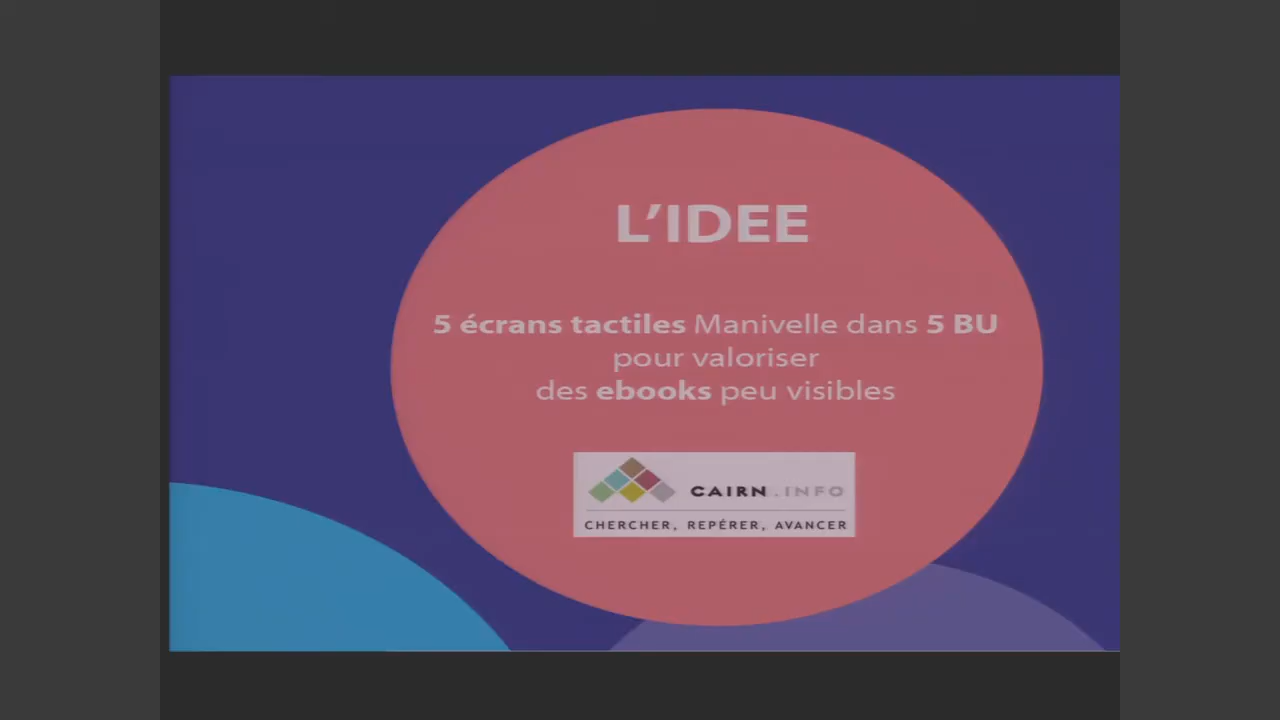 L'IDEE
5 écrans tactiles Manivelle dans 5 BU
pour valoriser
des ebooks peu visibles
CAIRN.INFO
CHERCHER, REPÉRER, AVANCER